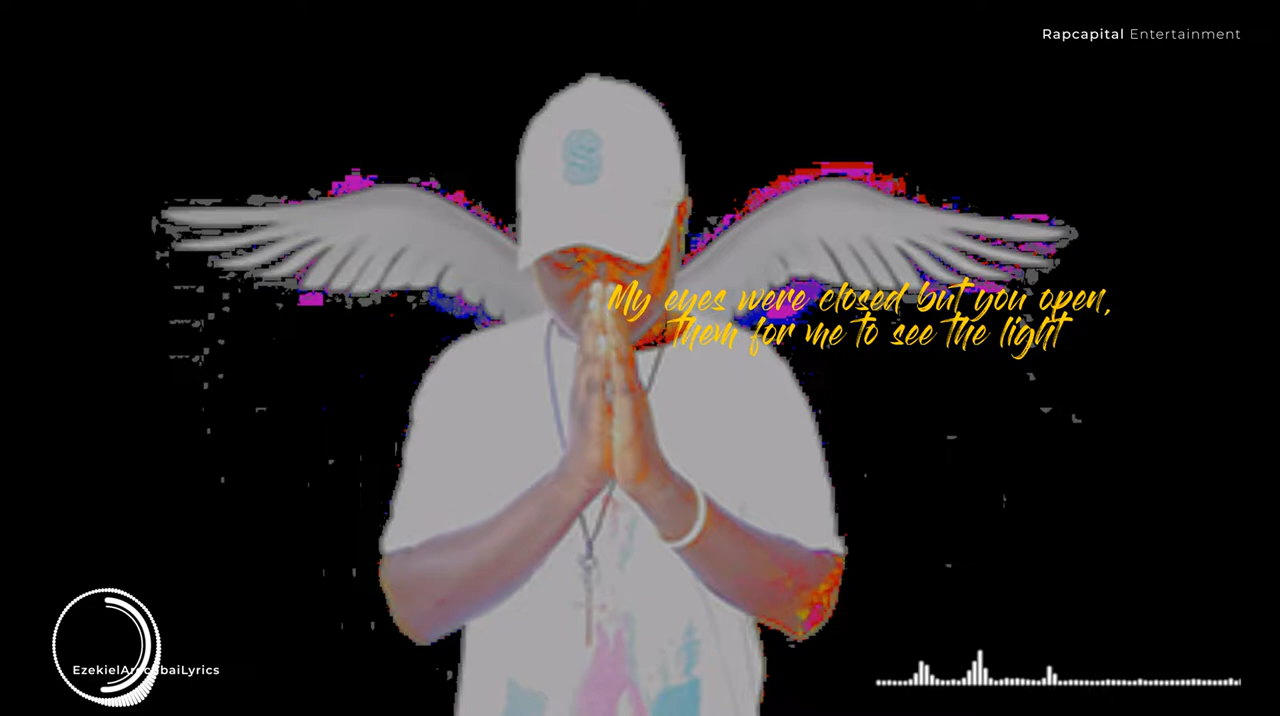 Rapcapital Entertainment
S
My eyes were closed but you open,
them for me to see the light